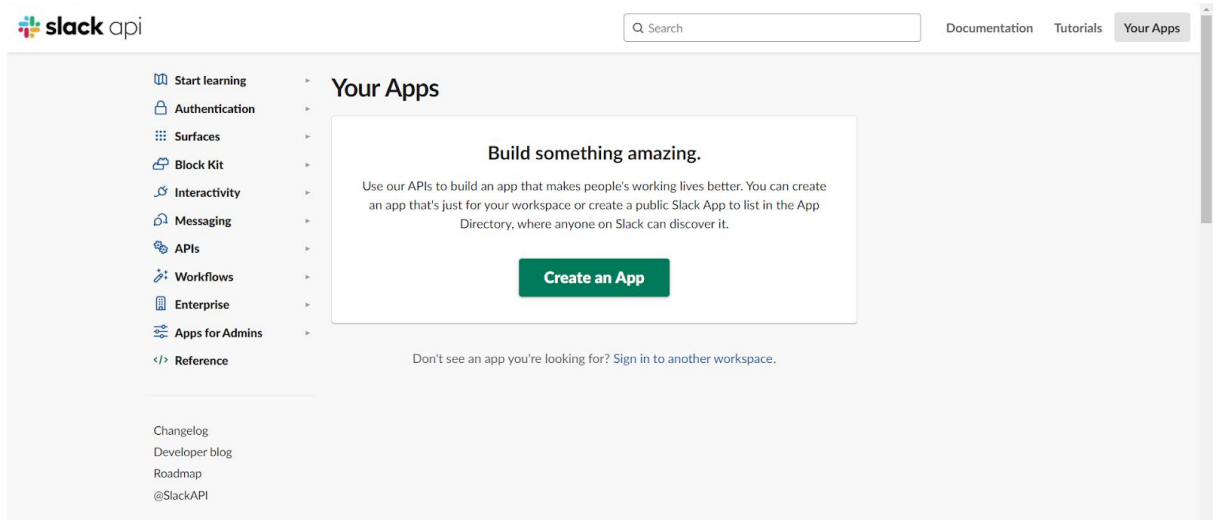 slack api
Search
Documentation
Tutorials
Your Apps
Start learning
Authentication
Surfaces
Block Kit
Interactivity
Messaging
APIs
Workflows
Enterprise
Apps for Admins
Reference
Changelog
Developer blog
Roadmap
@SlackAPI
Your Apps
Build something amazing.
Use our APIs to build an app that makes people's working lives better. You can create
an app that's just for your workspace or create a public Slack App to list in the App
Directory, where anyone on Slack can discover it.
Create an App
Don't see an app you're looking for? Sign in to another workspace.